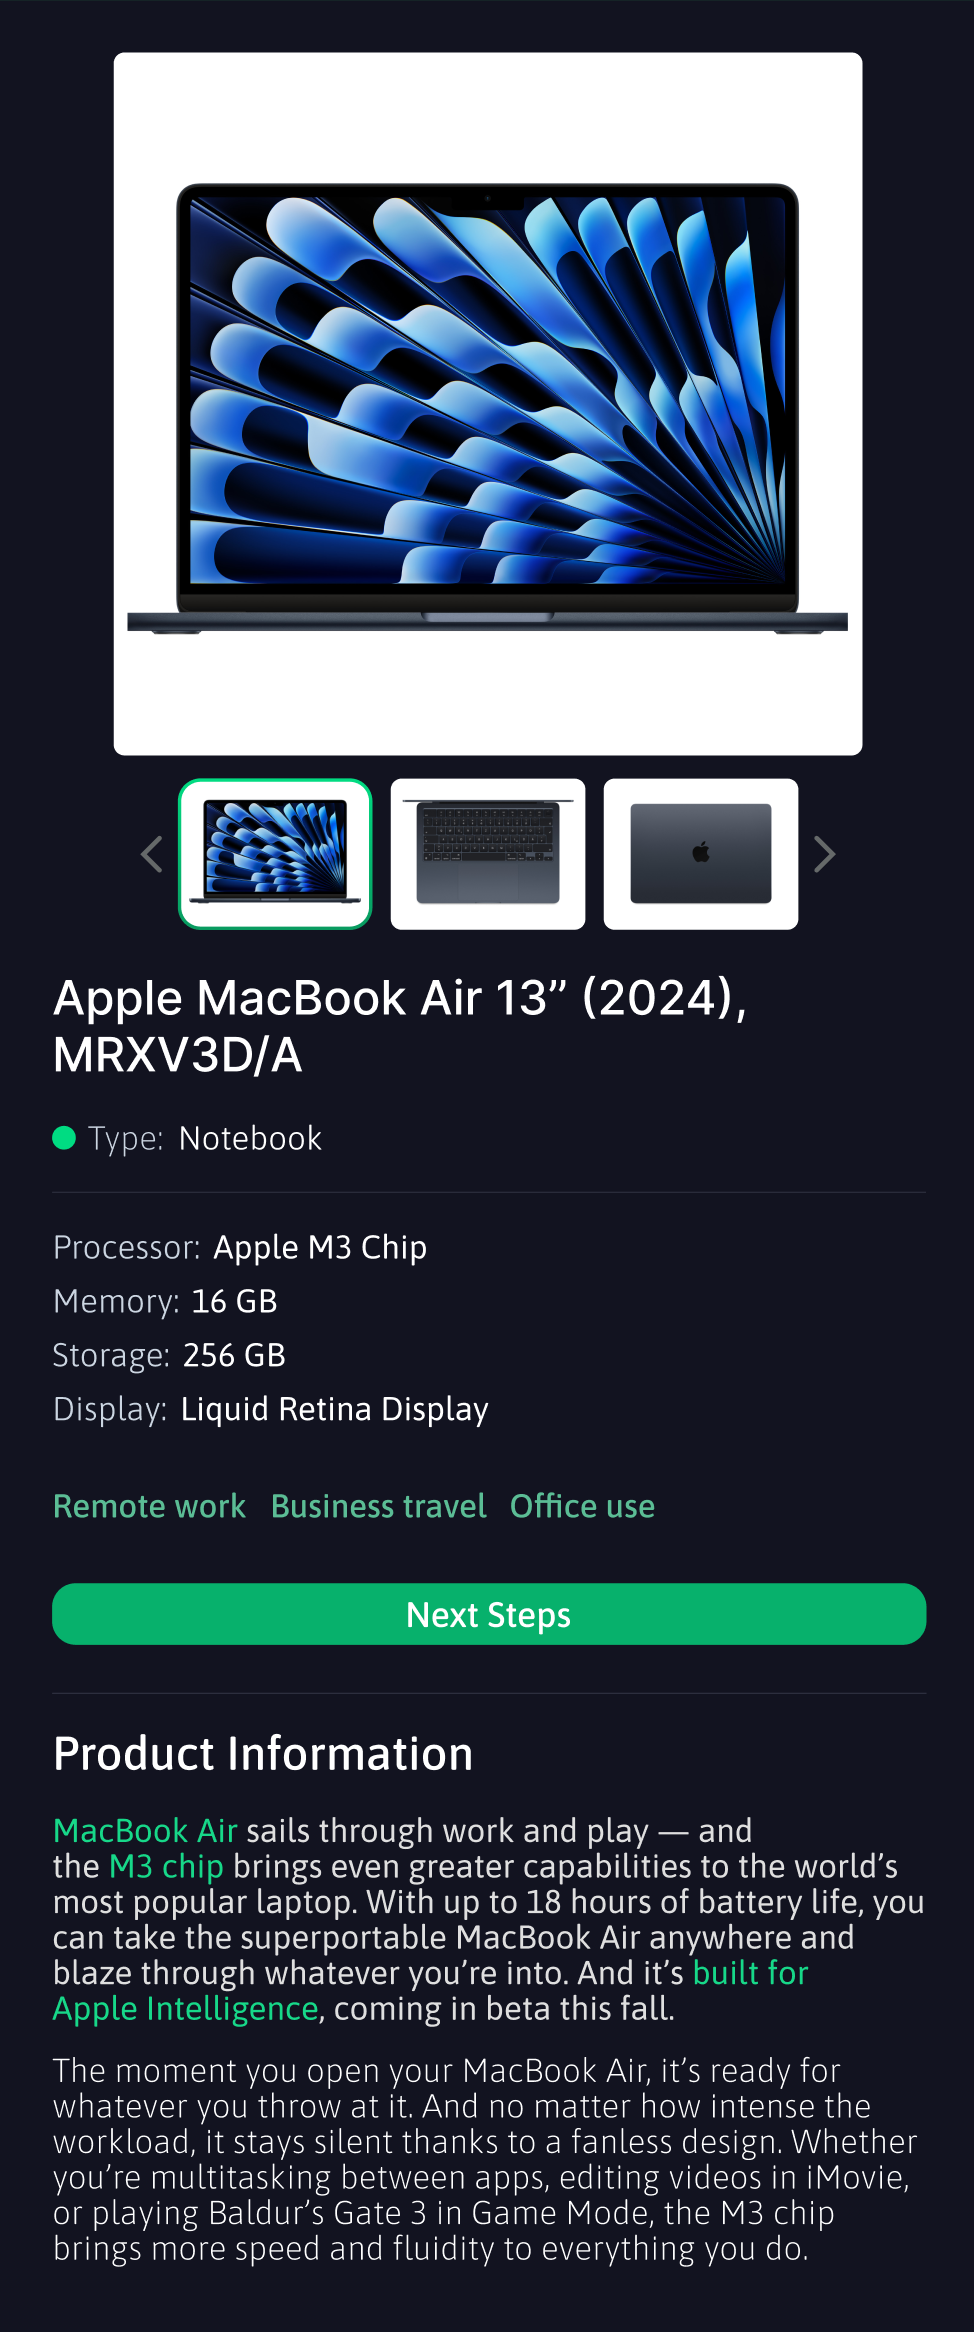 Apple MacBook Air 13” (2024),
MRXV3D/A
Type: Notebook
Processor: Apple M3 Chip
Memory: 16 GB
Storage: 256 GB
Display: Liquid Retina Display
Remote work Business travel Office use
Next Steps
Product Information
MacBook Air sails through work and play — and
the M3 chip brings even greater capabilities to the world’s
most popular laptop. With up to 18 hours of battery life, you
can take the superportable MacBook Air anywhere and
blaze through whatever you’re into. And it’s built for
Apple Intelligence, coming in beta this fall.
The moment you open your MacBook Air, it’s ready for
whatever you throw at it. And no matter how intense the
workload, it stays silent thanks to a fanless design. Whether
you’re multitasking between apps, editing videos in iMovie,
or playing Baldur’s Gate 3 in Game Mode, the M3 chip
brings more speed and fluidity to everything you do.